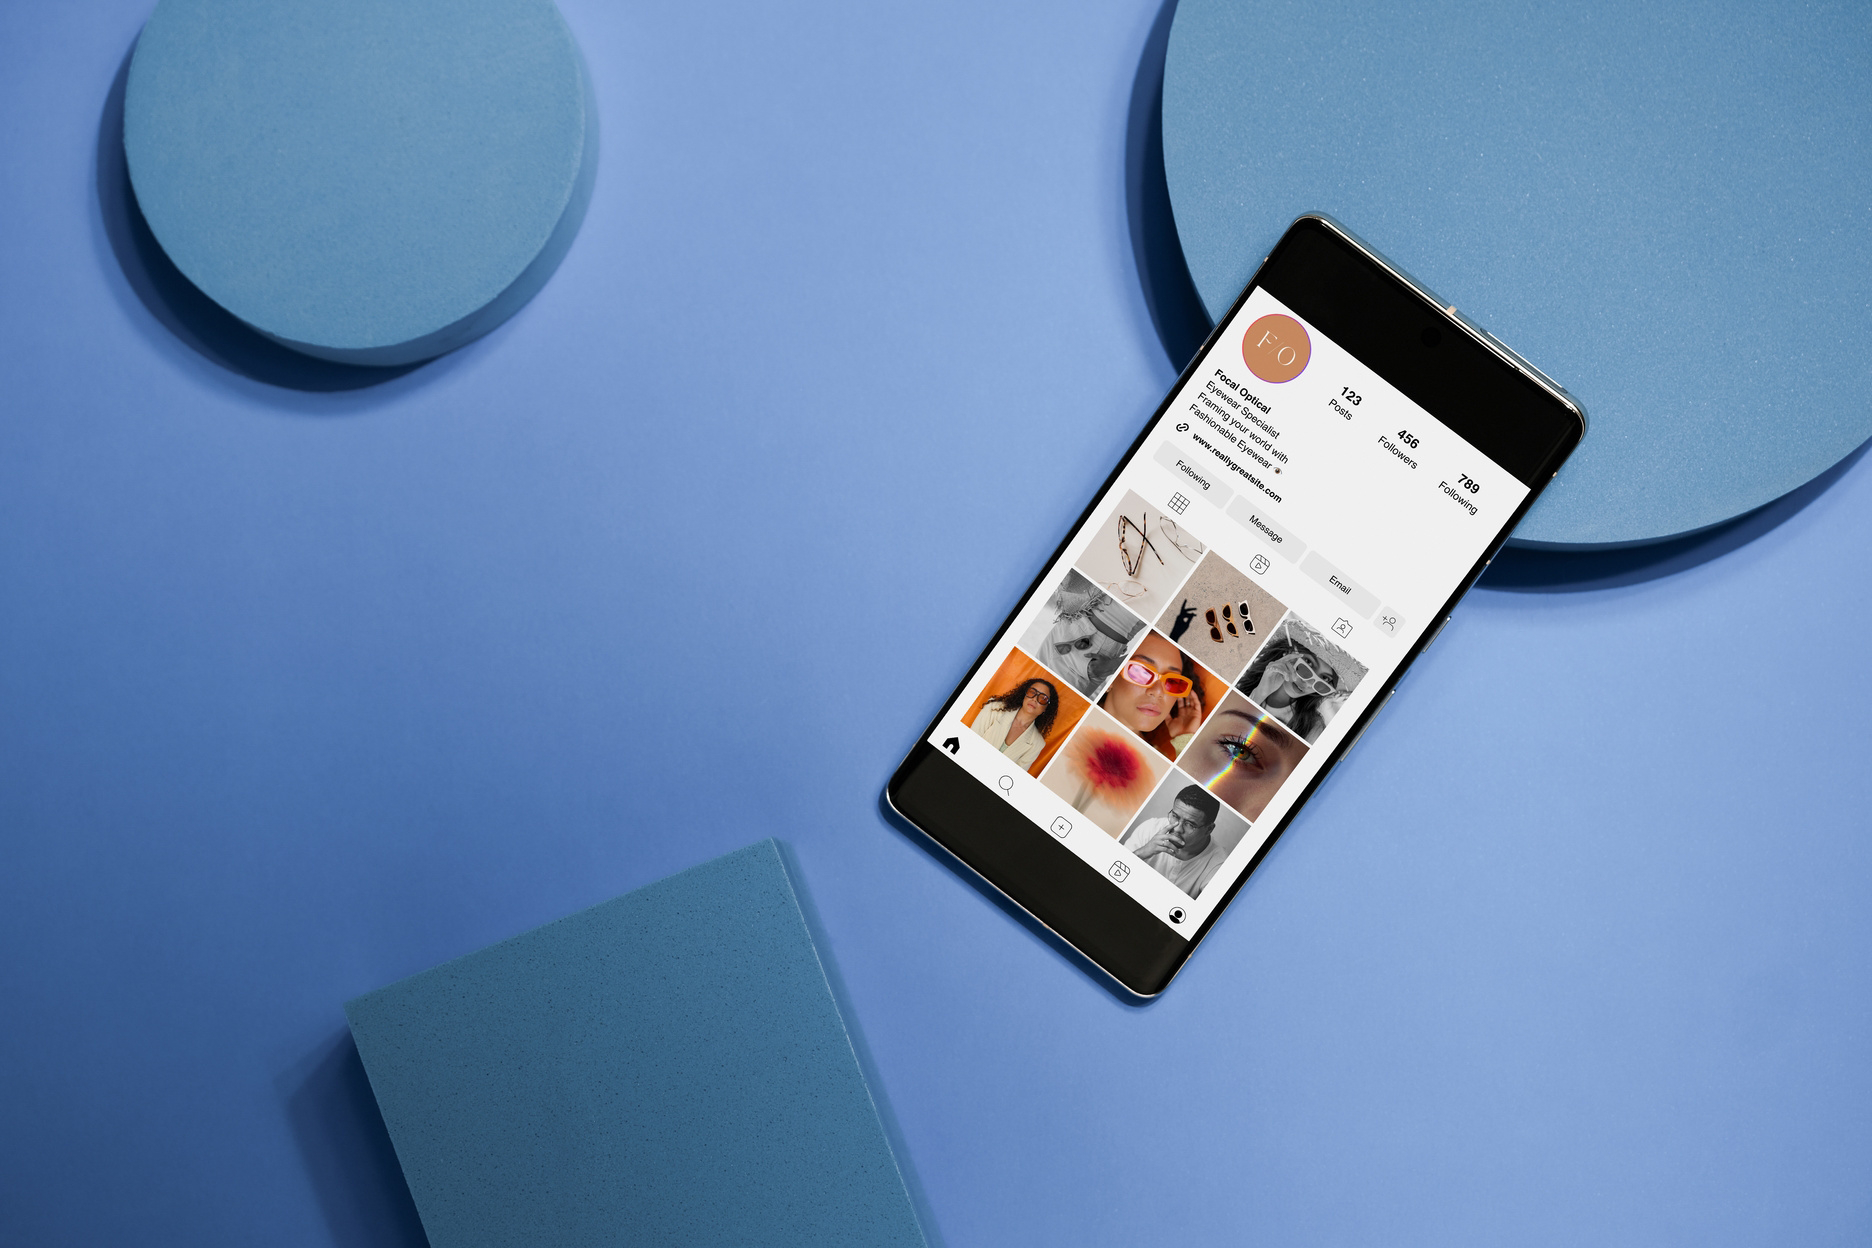 F/O
123
Posts
456
Followers
789
Following
Focal Optical
Eyewear Specialist
Framing your world with
Fashionable Eyewear 👁️
www.reallygreatsite.com
Following
Message
Email